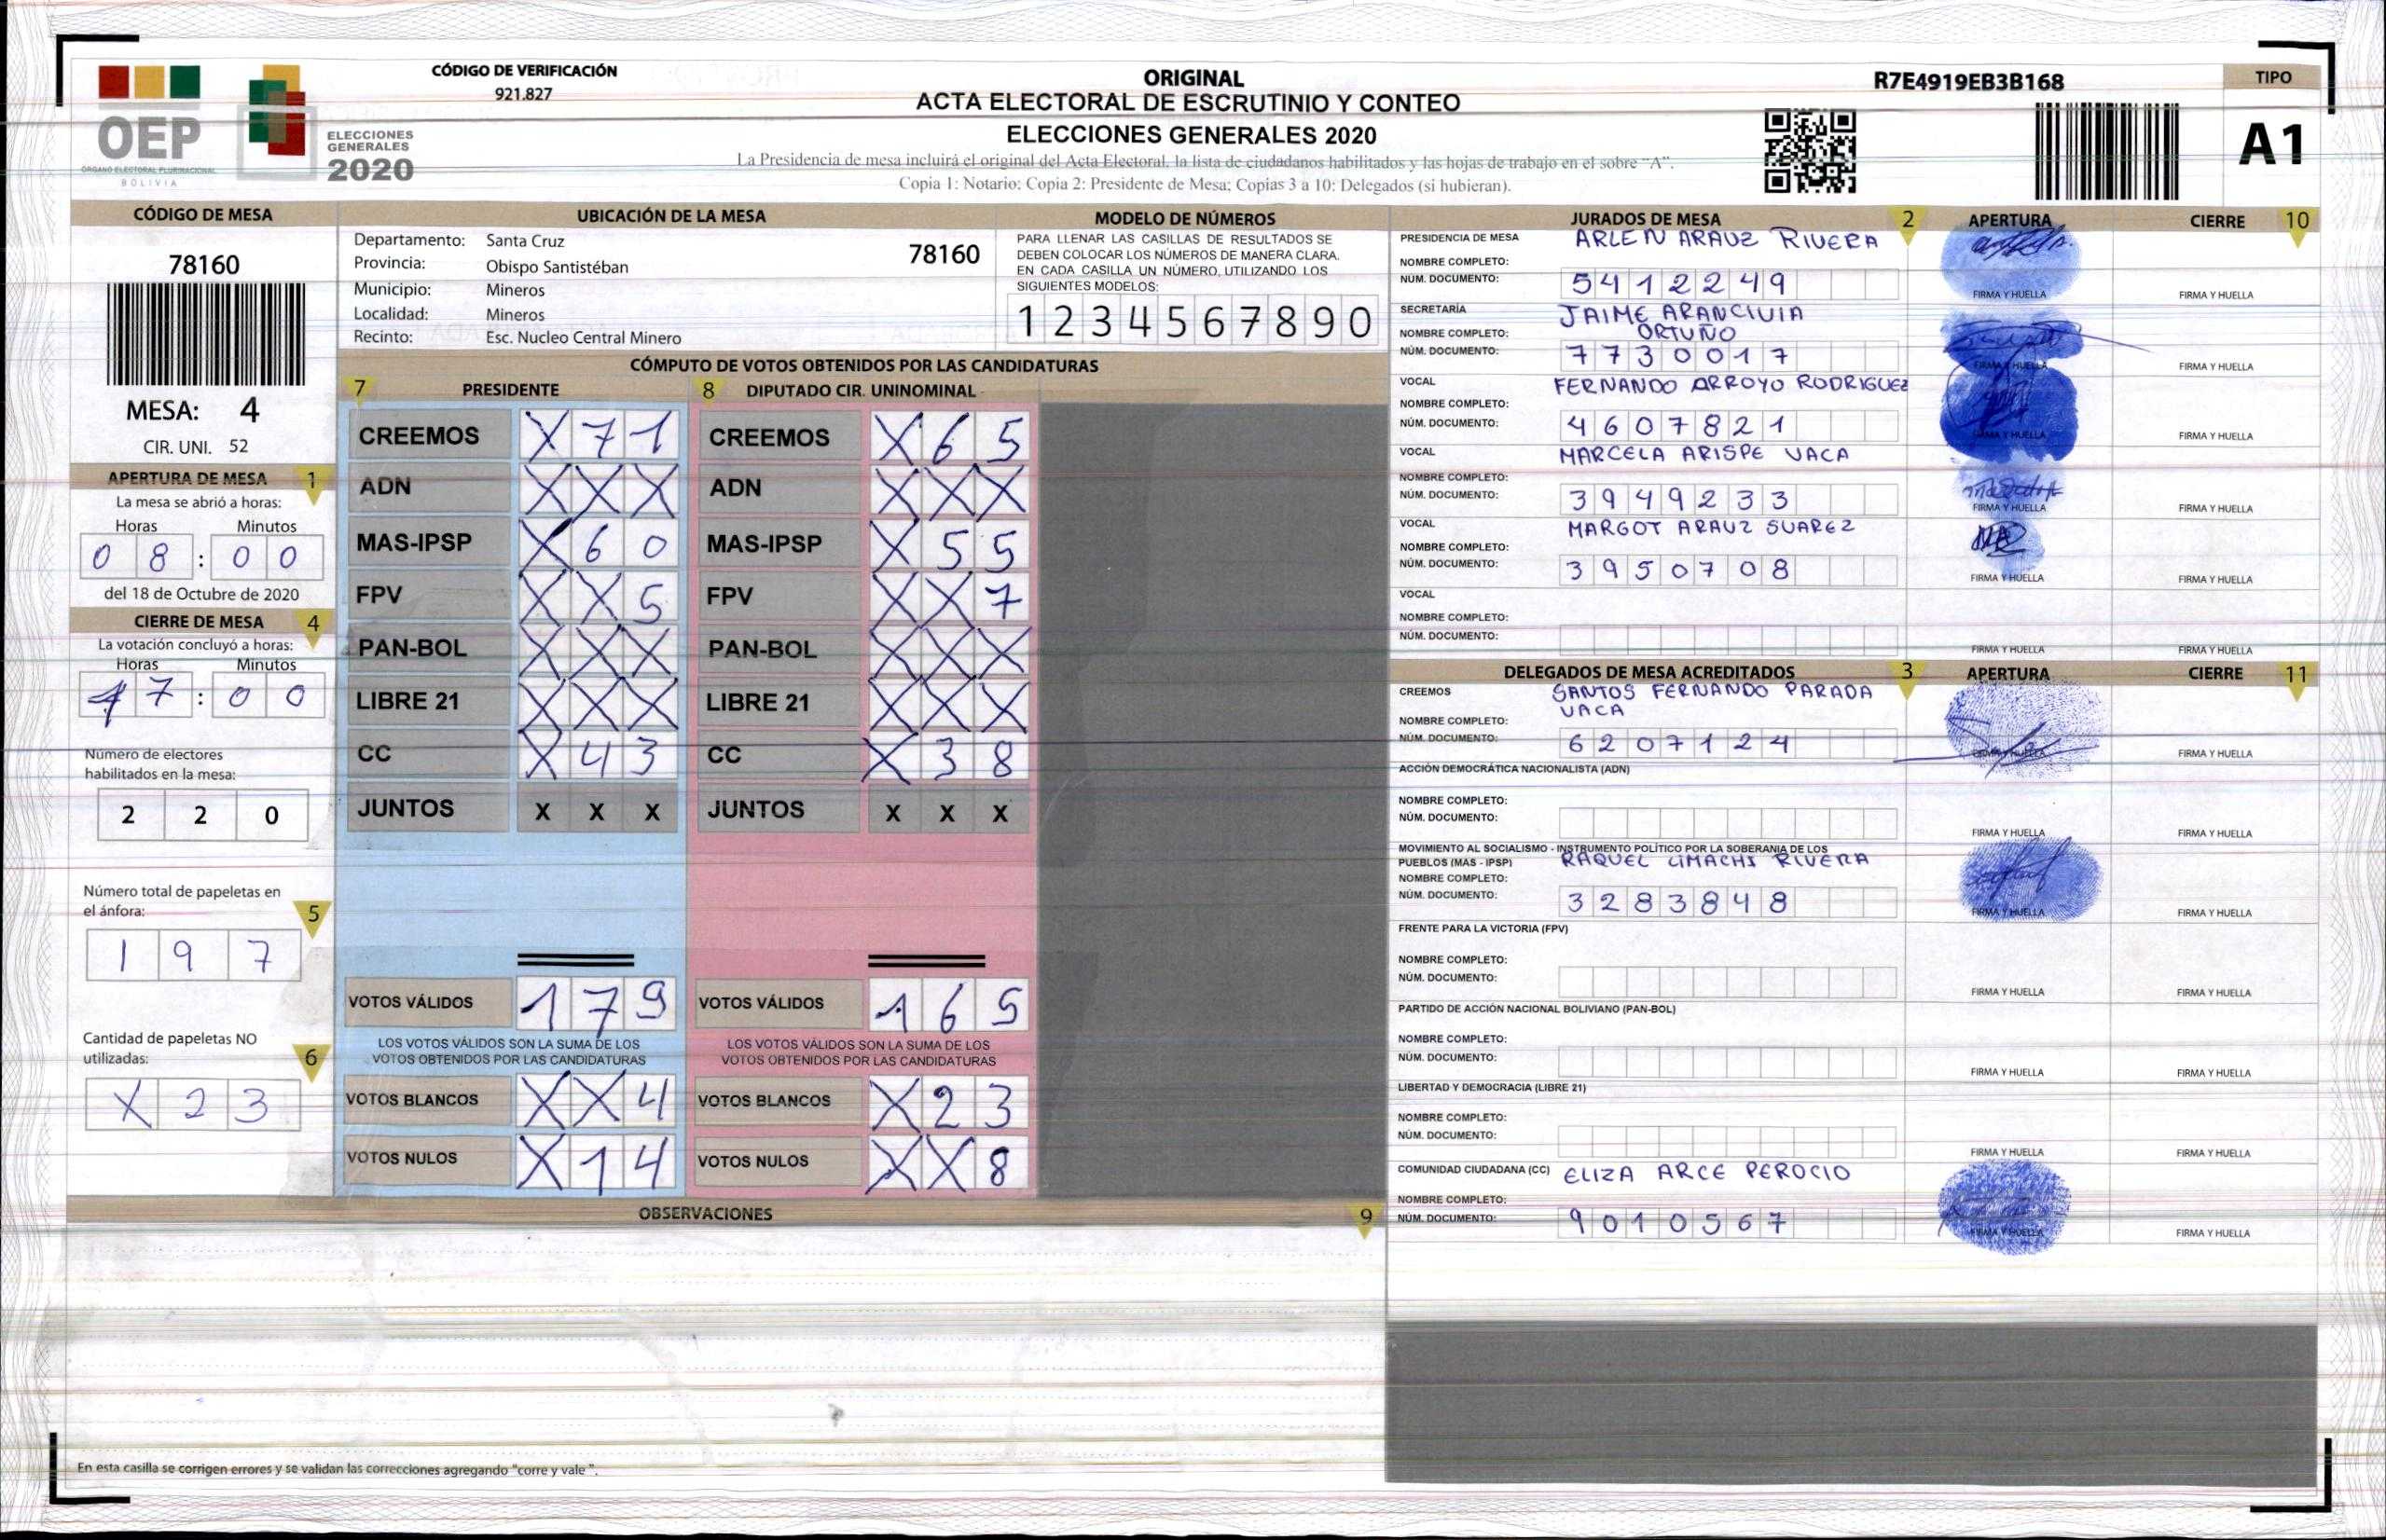 OEP
ÓRGANO ELECTORAL PLURINACIONAL
BOLIVIA
ELECCIONES
GENERALES
2020
CÓDIGO DE VERIFICACIÓN
921.827
ORIGINAL
ACTA ELECTORAL DE ESCRUTINIO Y CONTEO
ELECCIONES GENERALES 2020
La Presidencia de mesa incluirá el original del Acta Electoral, la lista de ciudadanos habilitados y las hojas de trabajo en el sobre "A".
Copia 1: Notario; Copia 2: Presidente de Mesa; Copias 3 a 10: Delegados (si hubieran).
R7E4919EB3B168
TIPO
A1
CÓDIGO DE MESA
78160
MESA: 4
CIR. UNI. 52
APERTURA DE MESA 1
La mesa se abrió a horas:
Horas Minutos
0 8 : 0 0
del 18 de Octubre de 2020
CIERRE DE MESA 4
La votación concluyó a horas:
Horas Minutos
1 7 : 0 0
Número de electores
habilitados en la mesa:
2 2 0
Número total de papeletas en
el ánfora: 5
1 9 7
Cantidad de papeletas NO
utilizadas: 6
X 2 3
UBICACIÓN DE LA MESA
Departamento: Santa Cruz 78160
Provincia: Obispo Santistéban
Municipio: Mineros
Localidad: Mineros
Recinto: Esc. Nucleo Central Minero
MODELO DE NÚMEROS
PARA LLENAR LAS CASILLAS DE RESULTADOS SE
DEBEN COLOCAR LOS NÚMEROS DE MANERA CLARA.
EN CADA CASILLA UN NÚMERO, UTILIZANDO LOS
SIGUIENTES MODELOS:
1 2 3 4 5 6 7 8 9 0
CÓMPUTO DE VOTOS OBTENIDOS POR LAS CANDIDATURAS
7 PRESIDENTE 8 DIPUTADO CIR. UNINOMINAL
CREEMOS X 7 1 CREEMOS X 6 5
ADN X X X ADN X X X
MAS-IPSP X 6 0 MAS-IPSP X 5 5
FPV X X 5 FPV X X 7
PAN-BOL X X X PAN-BOL X X X
LIBRE 21 X X X LIBRE 21 X X X
CC X 4 3 CC X 3 8
JUNTOS X X X JUNTOS X X X
VOTOS VÁLIDOS 1 7 9 VOTOS VÁLIDOS 1 6 5
LOS VOTOS VÁLIDOS SON LA SUMA DE LOS LOS VOTOS VÁLIDOS SON LA SUMA DE LOS
VOTOS OBTENIDOS POR LAS CANDIDATURAS VOTOS OBTENIDOS POR LAS CANDIDATURAS
VOTOS BLANCOS X X 4 VOTOS BLANCOS X 2 3
VOTOS NULOS X 1 4 VOTOS NULOS X X 8
OBSERVACIONES 9
En esta casilla se corrigen errores y se validan las correcciones agregando "corre y vale".
JURADOS DE MESA 2 APERTURA CIERRE 10
PRESIDENCIA DE MESA ARLEN ARAUZ RIVERA
NOMBRE COMPLETO:
NÚM. DOCUMENTO: 5 4 1 2 2 4 9 FIRMA Y HUELLA FIRMA Y HUELLA
SECRETARÍA JAIME ARANCIVIA
NOMBRE COMPLETO: ORTUÑO
NÚM. DOCUMENTO: 7 7 3 0 0 1 7 FIRMA Y HUELLA FIRMA Y HUELLA
VOCAL FERNANDO ARROYO RODRIGUEZ
NOMBRE COMPLETO:
NÚM. DOCUMENTO: 4 6 0 7 8 2 1 FIRMA Y HUELLA FIRMA Y HUELLA
VOCAL MARCELA ARISPE VACA
NOMBRE COMPLETO:
NÚM. DOCUMENTO: 3 9 4 9 2 3 3 FIRMA Y HUELLA FIRMA Y HUELLA
VOCAL MARGOT ARAUZ SUAREZ
NOMBRE COMPLETO:
NÚM. DOCUMENTO: 3 9 5 0 7 0 8 FIRMA Y HUELLA FIRMA Y HUELLA
VOCAL
NOMBRE COMPLETO:
NÚM. DOCUMENTO: FIRMA Y HUELLA FIRMA Y HUELLA
DELEGADOS DE MESA ACREDITADOS 3 APERTURA CIERRE 11
CREEMOS SANTOS FERNANDO PARADA
VACA
NOMBRE COMPLETO:
NÚM. DOCUMENTO: 6 2 0 7 1 2 4 FIRMA Y HUELLA FIRMA Y HUELLA
ACCIÓN DEMOCRÁTICA NACIONALISTA (ADN)
NOMBRE COMPLETO:
NÚM. DOCUMENTO: FIRMA Y HUELLA FIRMA Y HUELLA
MOVIMIENTO AL SOCIALISMO - INSTRUMENTO POLÍTICO POR LA SOBERANIA DE LOS
PUEBLOS (MAS - IPSP) RAQUEL LIMACHI RIVERA
NOMBRE COMPLETO:
NÚM. DOCUMENTO: 3 2 8 3 8 4 8 FIRMA Y HUELLA FIRMA Y HUELLA
FRENTE PARA LA VICTORIA (FPV)
NOMBRE COMPLETO:
NÚM. DOCUMENTO: FIRMA Y HUELLA FIRMA Y HUELLA
PARTIDO DE ACCIÓN NACIONAL BOLIVIANO (PAN-BOL)
NOMBRE COMPLETO:
NÚM. DOCUMENTO: FIRMA Y HUELLA FIRMA Y HUELLA
LIBERTAD Y DEMOCRACIA (LIBRE 21)
NOMBRE COMPLETO:
NÚM. DOCUMENTO: FIRMA Y HUELLA FIRMA Y HUELLA
COMUNIDAD CIUDADANA (CC) ELIZA ARCE PEROCIO
NOMBRE COMPLETO:
NÚM. DOCUMENTO: 9 0 1 0 5 6 7 FIRMA Y HUELLA FIRMA Y HUELLA